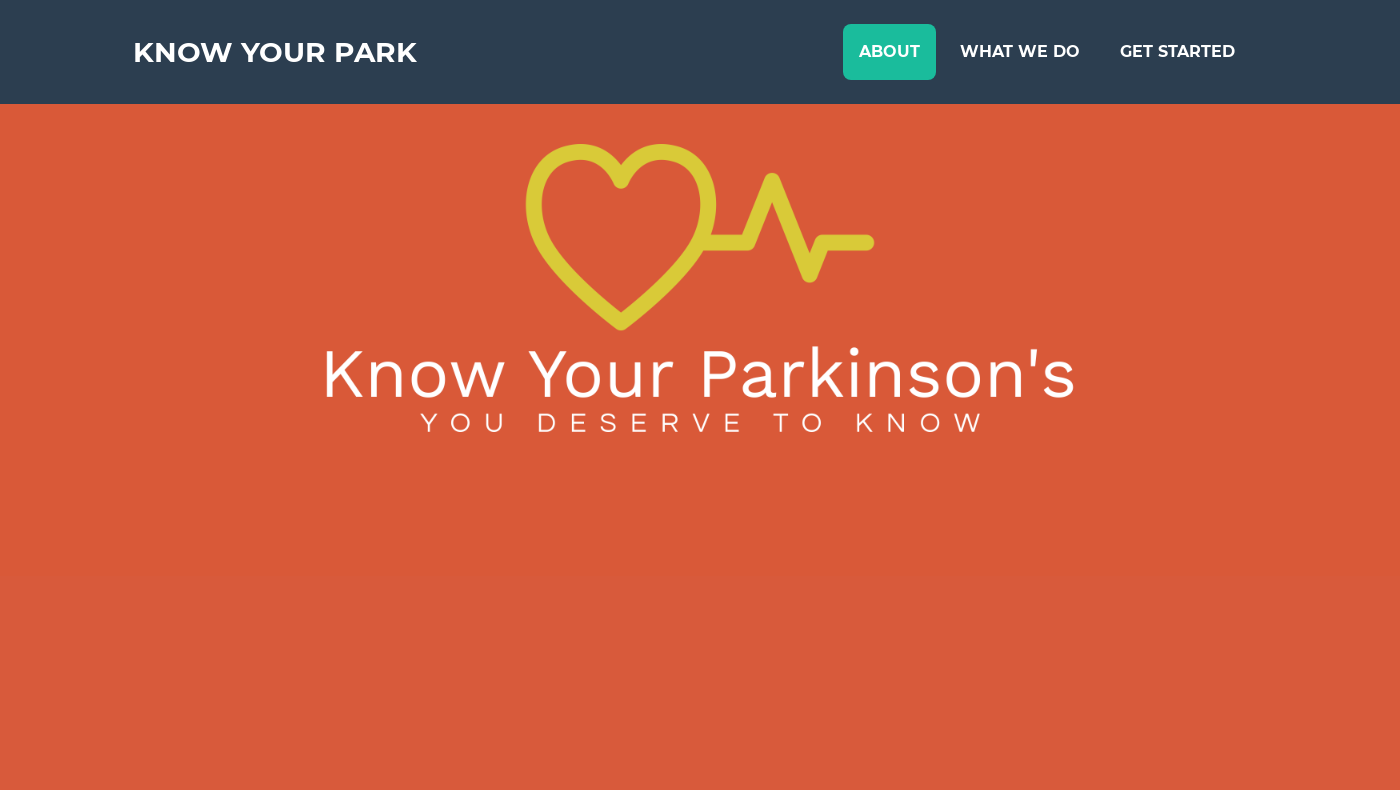 KNOW YOUR PARK
ABOUT
WHAT WE DO
GET STARTED
Know Your Parkinson's
YOU DESERVE TO KNOW